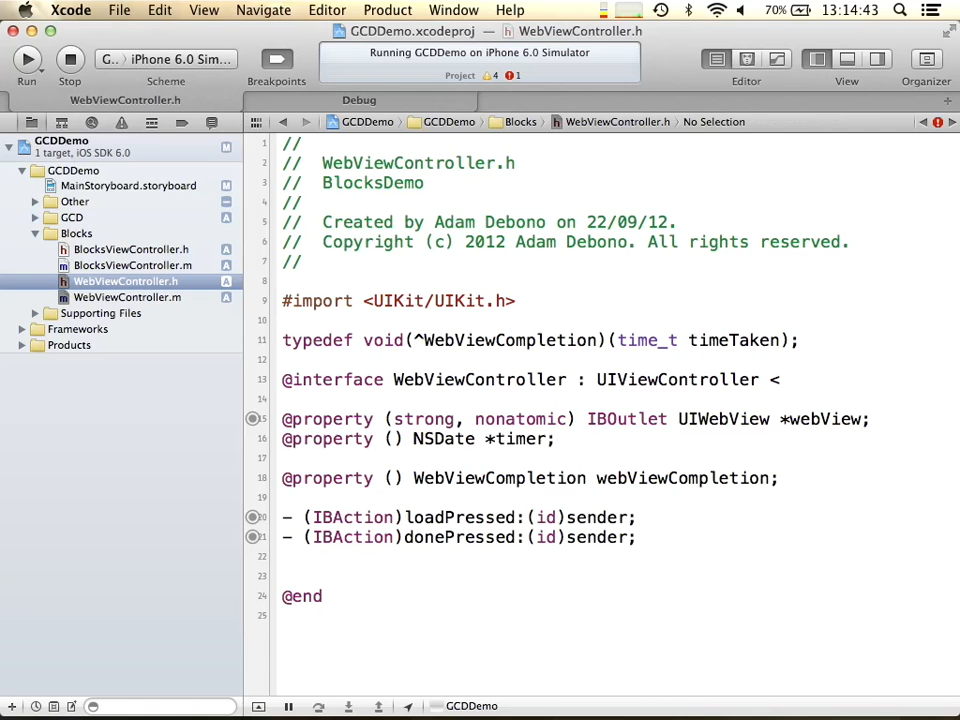 Xcode File Edit View Navigate Editor Product Window Help 70% 13:14:43
GCDDemo.xcodeproj — WebViewController.h
G.. iPhone 6.0 Sim...
Running GCDDemo on iPhone 6.0 Simulator
Project 4 1
Run Stop Scheme Breakpoints Editor View Organizer
WebViewController.h Debug
GCDDemo GCDDemo Blocks WebViewController.h No Selection
GCDDemo M
1 target, iOS SDK 6.0
GCDDemo
MainStoryboard.storyboard M
Other
GCD A
Blocks
BlocksViewController.h A
BlocksViewController.m A
WebViewController.h A
WebViewController.m A
Supporting Files
Frameworks
Products
1 //
2 // WebViewController.h
3 // BlocksDemo
4 //
5 // Created by Adam Debono on 22/09/12.
6 // Copyright (c) 2012 Adam Debono. All rights reserved.
7 //
8
9 #import <UIKit/UIKit.h>
10
11 typedef void(^WebViewCompletion)(time_t timeTaken);
12
13 @interface WebViewController : UIViewController <
14
15 @property (strong, nonatomic) IBOutlet UIWebView *webView;
16 @property () NSDate *timer;
17
18 @property () WebViewCompletion webViewCompletion;
19
20 - (IBAction)loadPressed:(id)sender;
21 - (IBAction)donePressed:(id)sender;
22
23
24 @end
25
GCDDemo